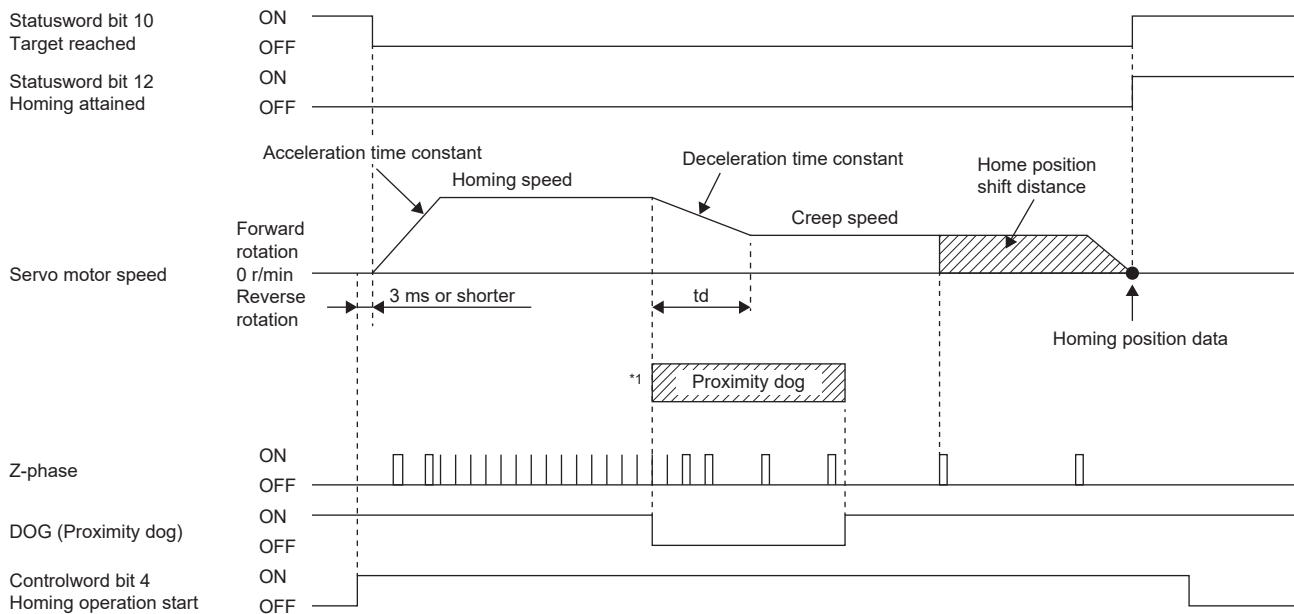 Statusword bit 10
Target reached
ON
OFF
Statusword bit 12
Homing attained
ON
OFF
Acceleration time constant
Homing speed
Deceleration time constant
Creep speed
Home position
shift distance
Servo motor speed
Forward
rotation
0 r/min
Reverse
rotation
3 ms or shorter
td
Homing position data
*1
Proximity dog
Z-phase
ON
OFF
DOG (Proximity dog)
ON
OFF
Controlword bit 4
Homing operation start
ON
OFF